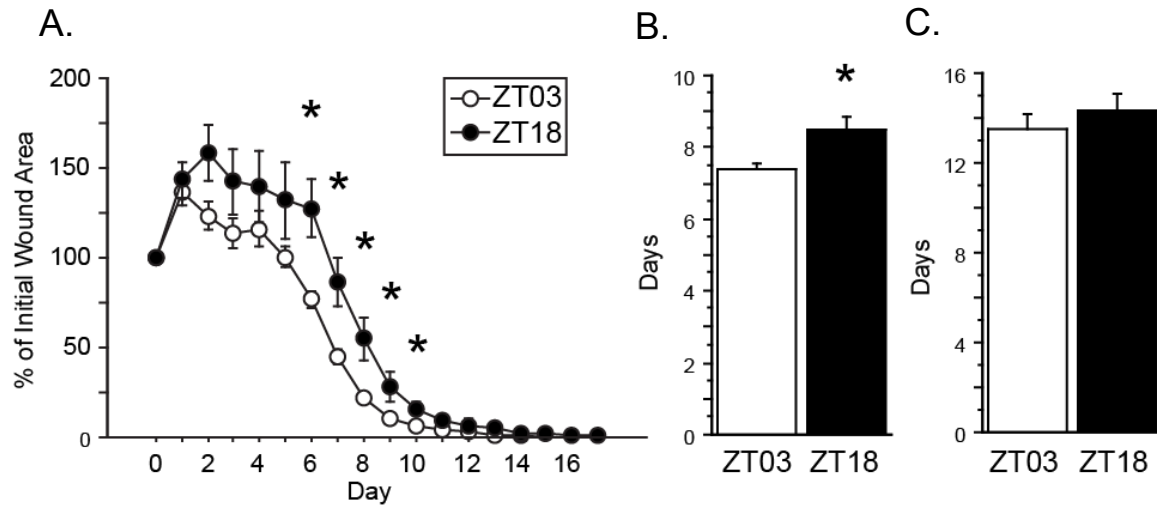 A.
200
150
100
50
0
% of Initial Wound Area
ZT03
ZT18
*
*
*
*
*
0 2 4 6 8 10 12 14 16
Day
B.
10
8
6
4
2
0
Days
*
ZT03 ZT18
C.
16
12
8
4
0
Days
ZT03 ZT18